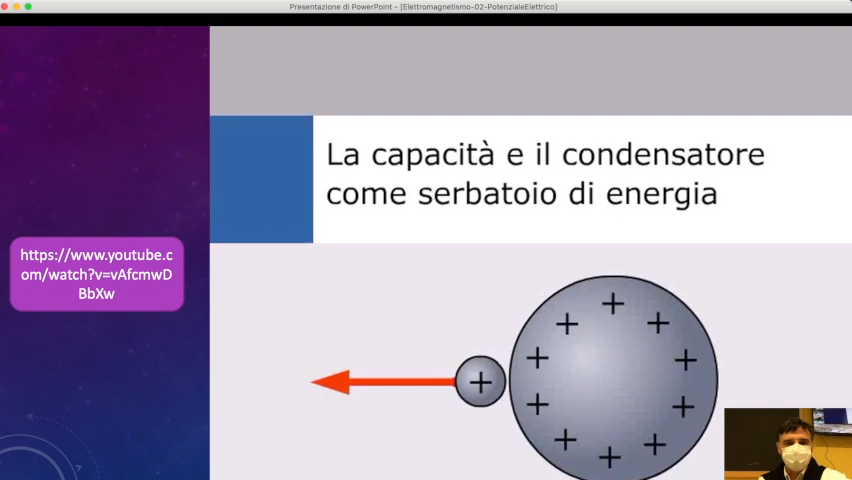 Presentazione di PowerPoint - [Elettromagnetismo-02-PotenzialeElettrico]
La capacità e il condensatore
come serbatoio di energia
https://www.youtube.c
om/watch?v=vAfcmwD
BbXw